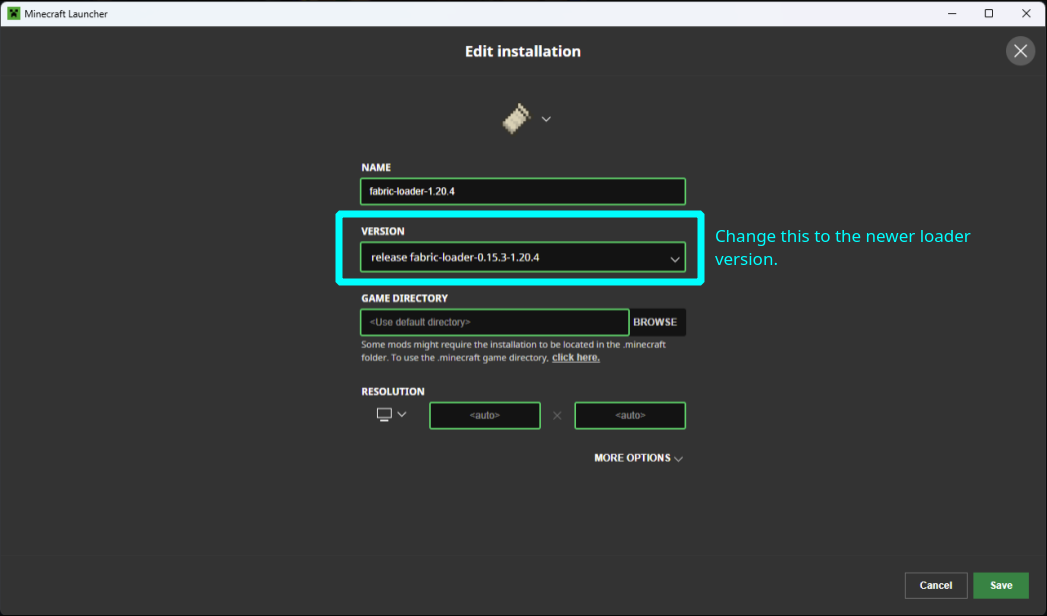 Minecraft Launcher
Edit installation
NAME
fabric-loader-1.20.4
VERSION
release fabric-loader-0.15.3-1.20.4
Change this to the newer loader
version.
GAME DIRECTORY
<Use default directory>
BROWSE
Some mods might require the installation to be located in the .minecraft
folder. To use the .minecraft game directory, click here.
RESOLUTION
<auto>
<auto>
MORE OPTIONS
Cancel
Save